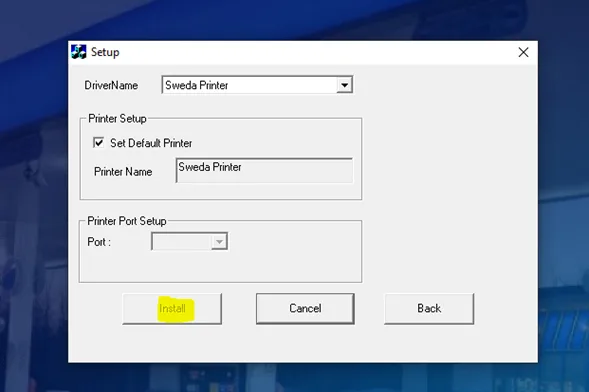 Setup
DriverName
Sweda Printer
Printer Setup
Set Default Printer
Printer Name
Sweda Printer
Printer Port Setup
Port :
Install
Cancel
Back